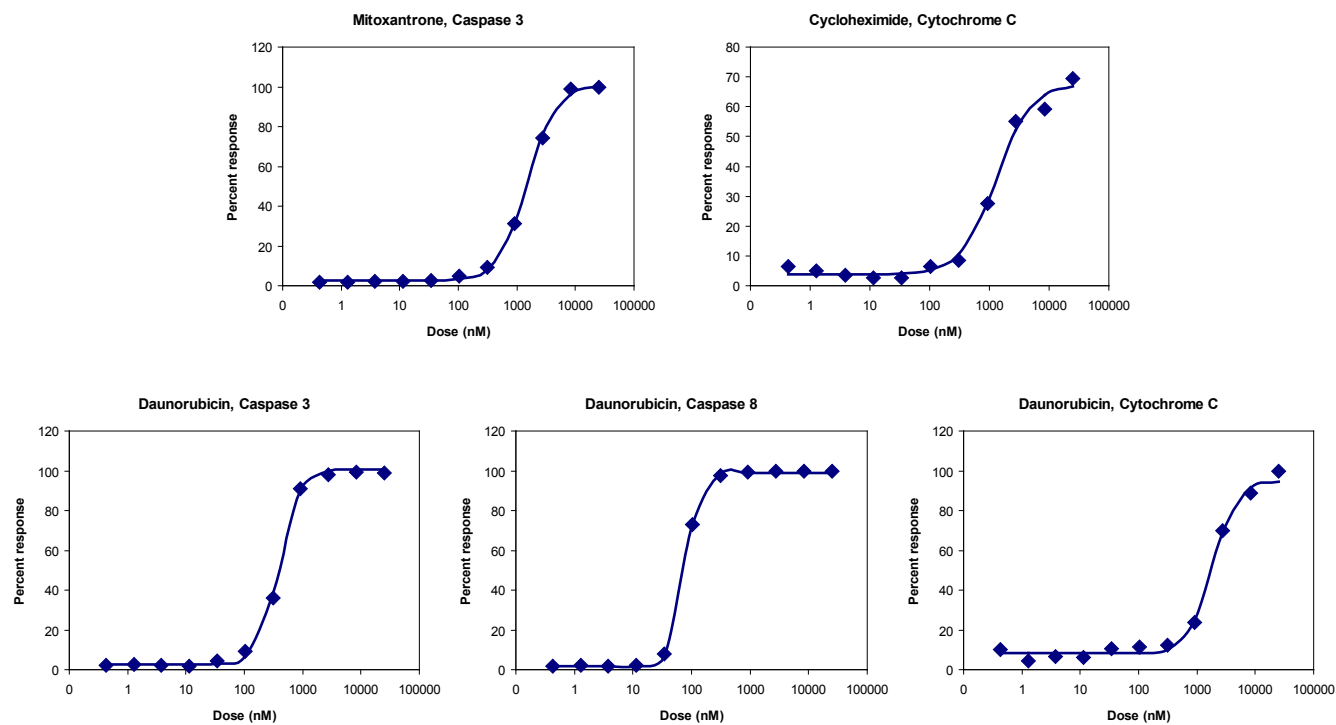 Mitoxantrone, Caspase 3
Percent response
120
100
80
60
40
20
0
0 1 10 100 1000 10000 100000
Dose (nM)
Cycloheximide, Cytochrome C
Percent response
80
70
60
50
40
30
20
10
0
0 1 10 100 1000 10000 100000
Dose (nM)
Daunorubicin, Caspase 3
Percent response
120
100
80
60
40
20
0
0 1 10 100 1000 10000 100000
Dose (nM)
Daunorubicin, Caspase 8
Percent response
120
100
80
60
40
20
0
0 1 10 100 1000 10000 100000
Dose (nM)
Daunorubicin, Cytochrome C
Percent response
120
100
80
60
40
20
0
0 1 10 100 1000 10000 100000
Dose (nM)